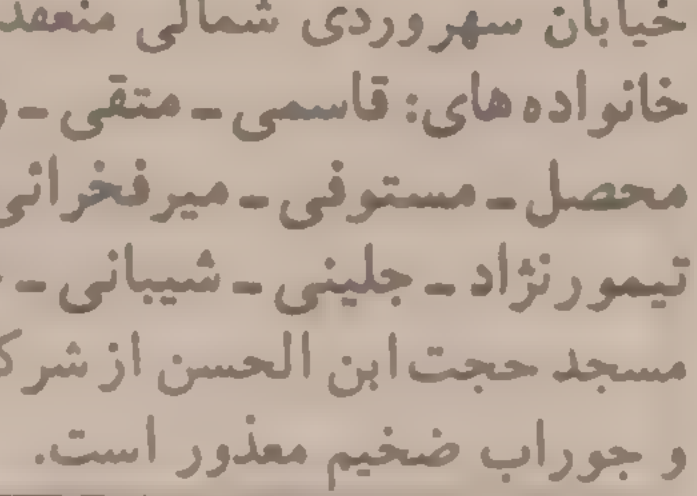 خیابان سهروردی شمالی منعقد
خانواده های: قاسمی ـ متقی ـ
محصل ـ مستوفی ـ میرفخرانی
تیمورنژاد ـ جلینی ـ شیبانی ـ
مسجد حجت ابن الحسن از شرک
و جوراب ضخیم معذور است.